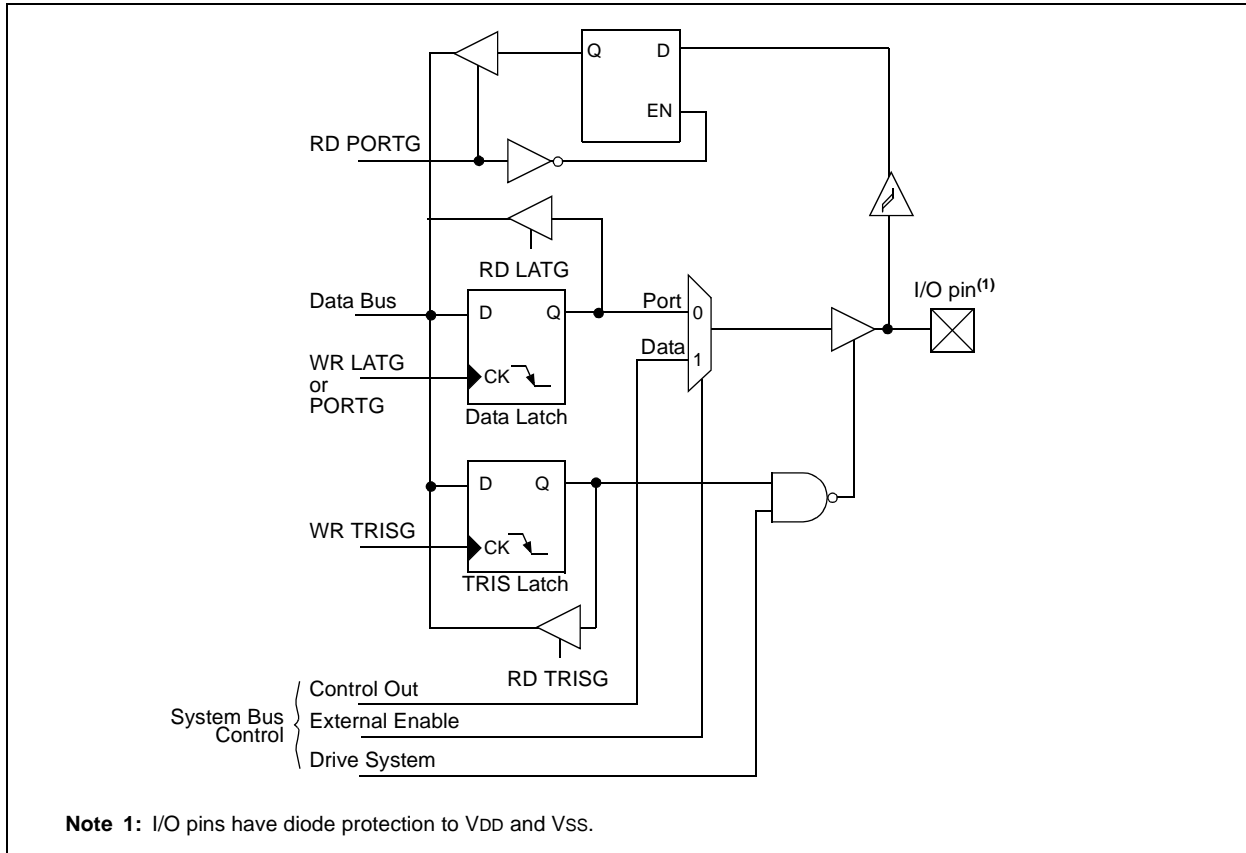 Q D
EN
RD PORTG
RD LATG
Data Bus
D Q
Port 0
I/O pin(1)
Data 1
WR LATG
or
PORTG
CK
Data Latch
D Q
WR TRISG
CK
TRIS Latch
RD TRISG
System Bus
Control
Control Out
External Enable
Drive System
Note 1: I/O pins have diode protection to VDD and VSS.